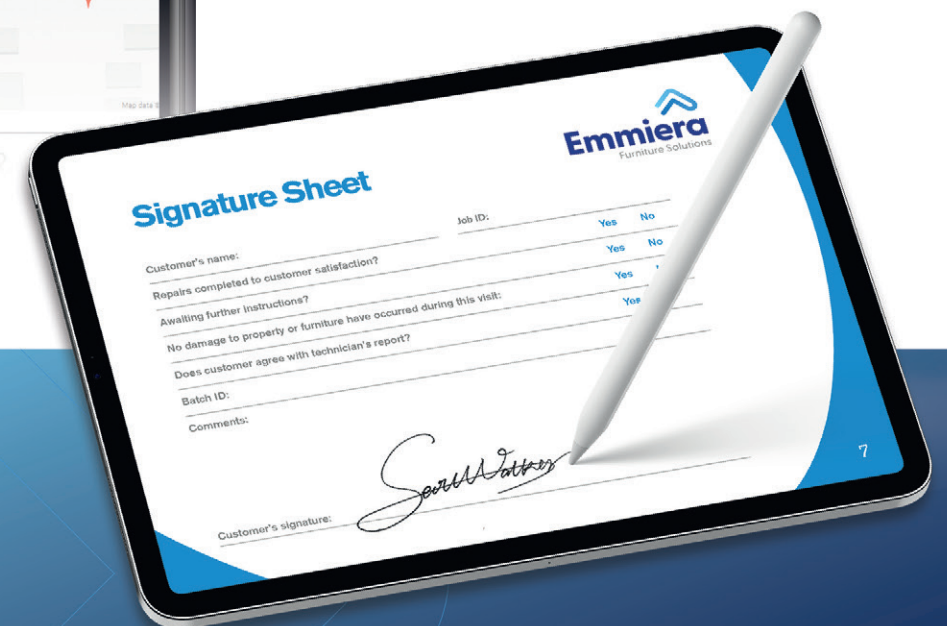 Map data
Emmiera
Furniture Solutions
Signature Sheet
Customer's name:
Job ID:
Repairs completed to customer satisfaction? Yes No
Awaiting further instructions? Yes No
No damage to property or furniture have occurred during this visit: Yes
Does customer agree with technician's report? Yes
Batch ID:
Comments:
Customer's signature:
7